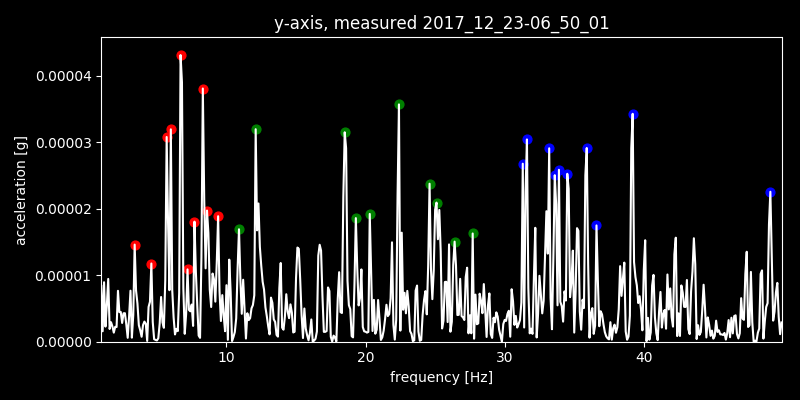 y-axis, measured 2017_12_23-06_50_01
acceleration [g]
0.00004
0.00003
0.00002
0.00001
0.00000
10 20 30 40
frequency [Hz]